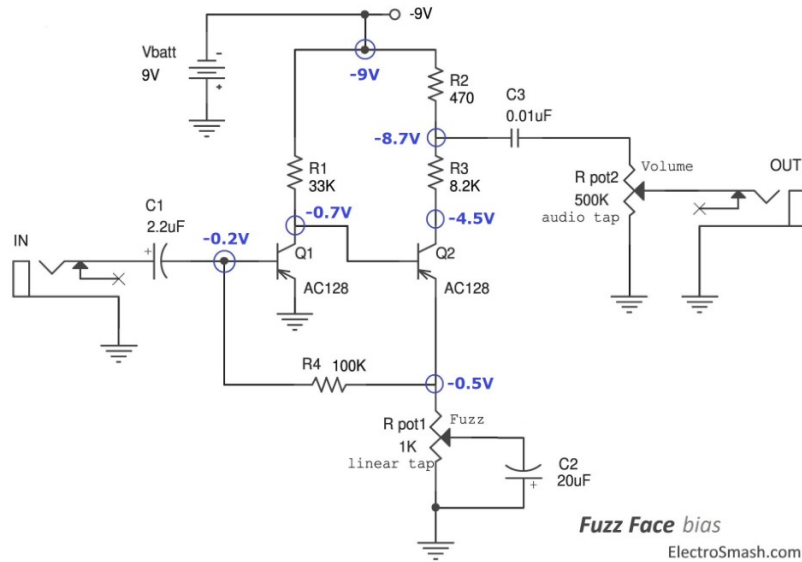 -9V
Vbatt
9V
-
+
-9V
R2
470
C3
0.01uF
-8.7V
R1
33K
R3
8.2K
R pot2
500K
audio tap
Volume
OUT
C1
2.2uF
-0.7V
-4.5V
IN
+
-0.2V
Q1
Q2
AC128
AC128
R4 100K
-0.5V
R pot1
1K
linear tap
Fuzz
C2
20uF
+
Fuzz Face bias
ElectroSmash.com